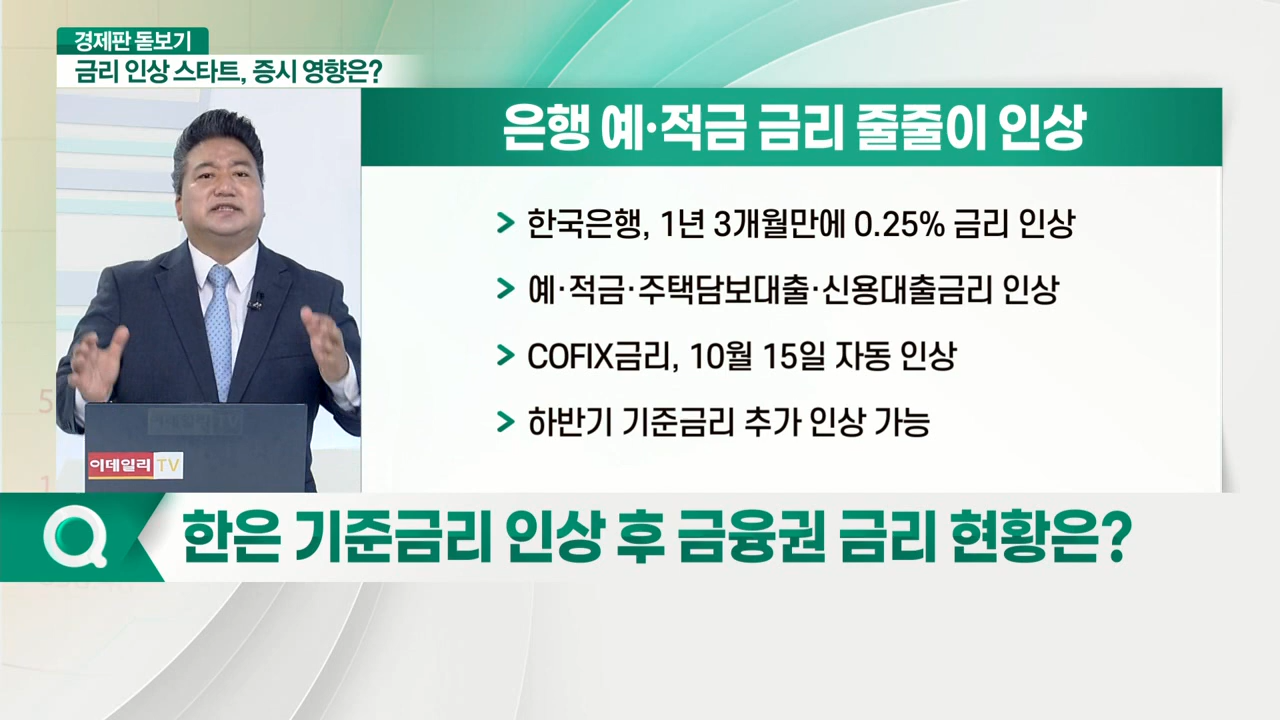 경제판 돋보기
금리 인상 스타트, 증시 영향은?
은행 예·적금 금리 줄줄이 인상
> 한국은행, 1년 3개월만에 0.25% 금리 인상
> 예·적금·주택담보대출·신용대출금리 인상
> COFIX금리, 10월 15일 자동 인상
> 하반기 기준금리 추가 인상 가능
이데일리TV
이데일리TV
Q 한은 기준금리 인상 후 금융권 금리 현황은?